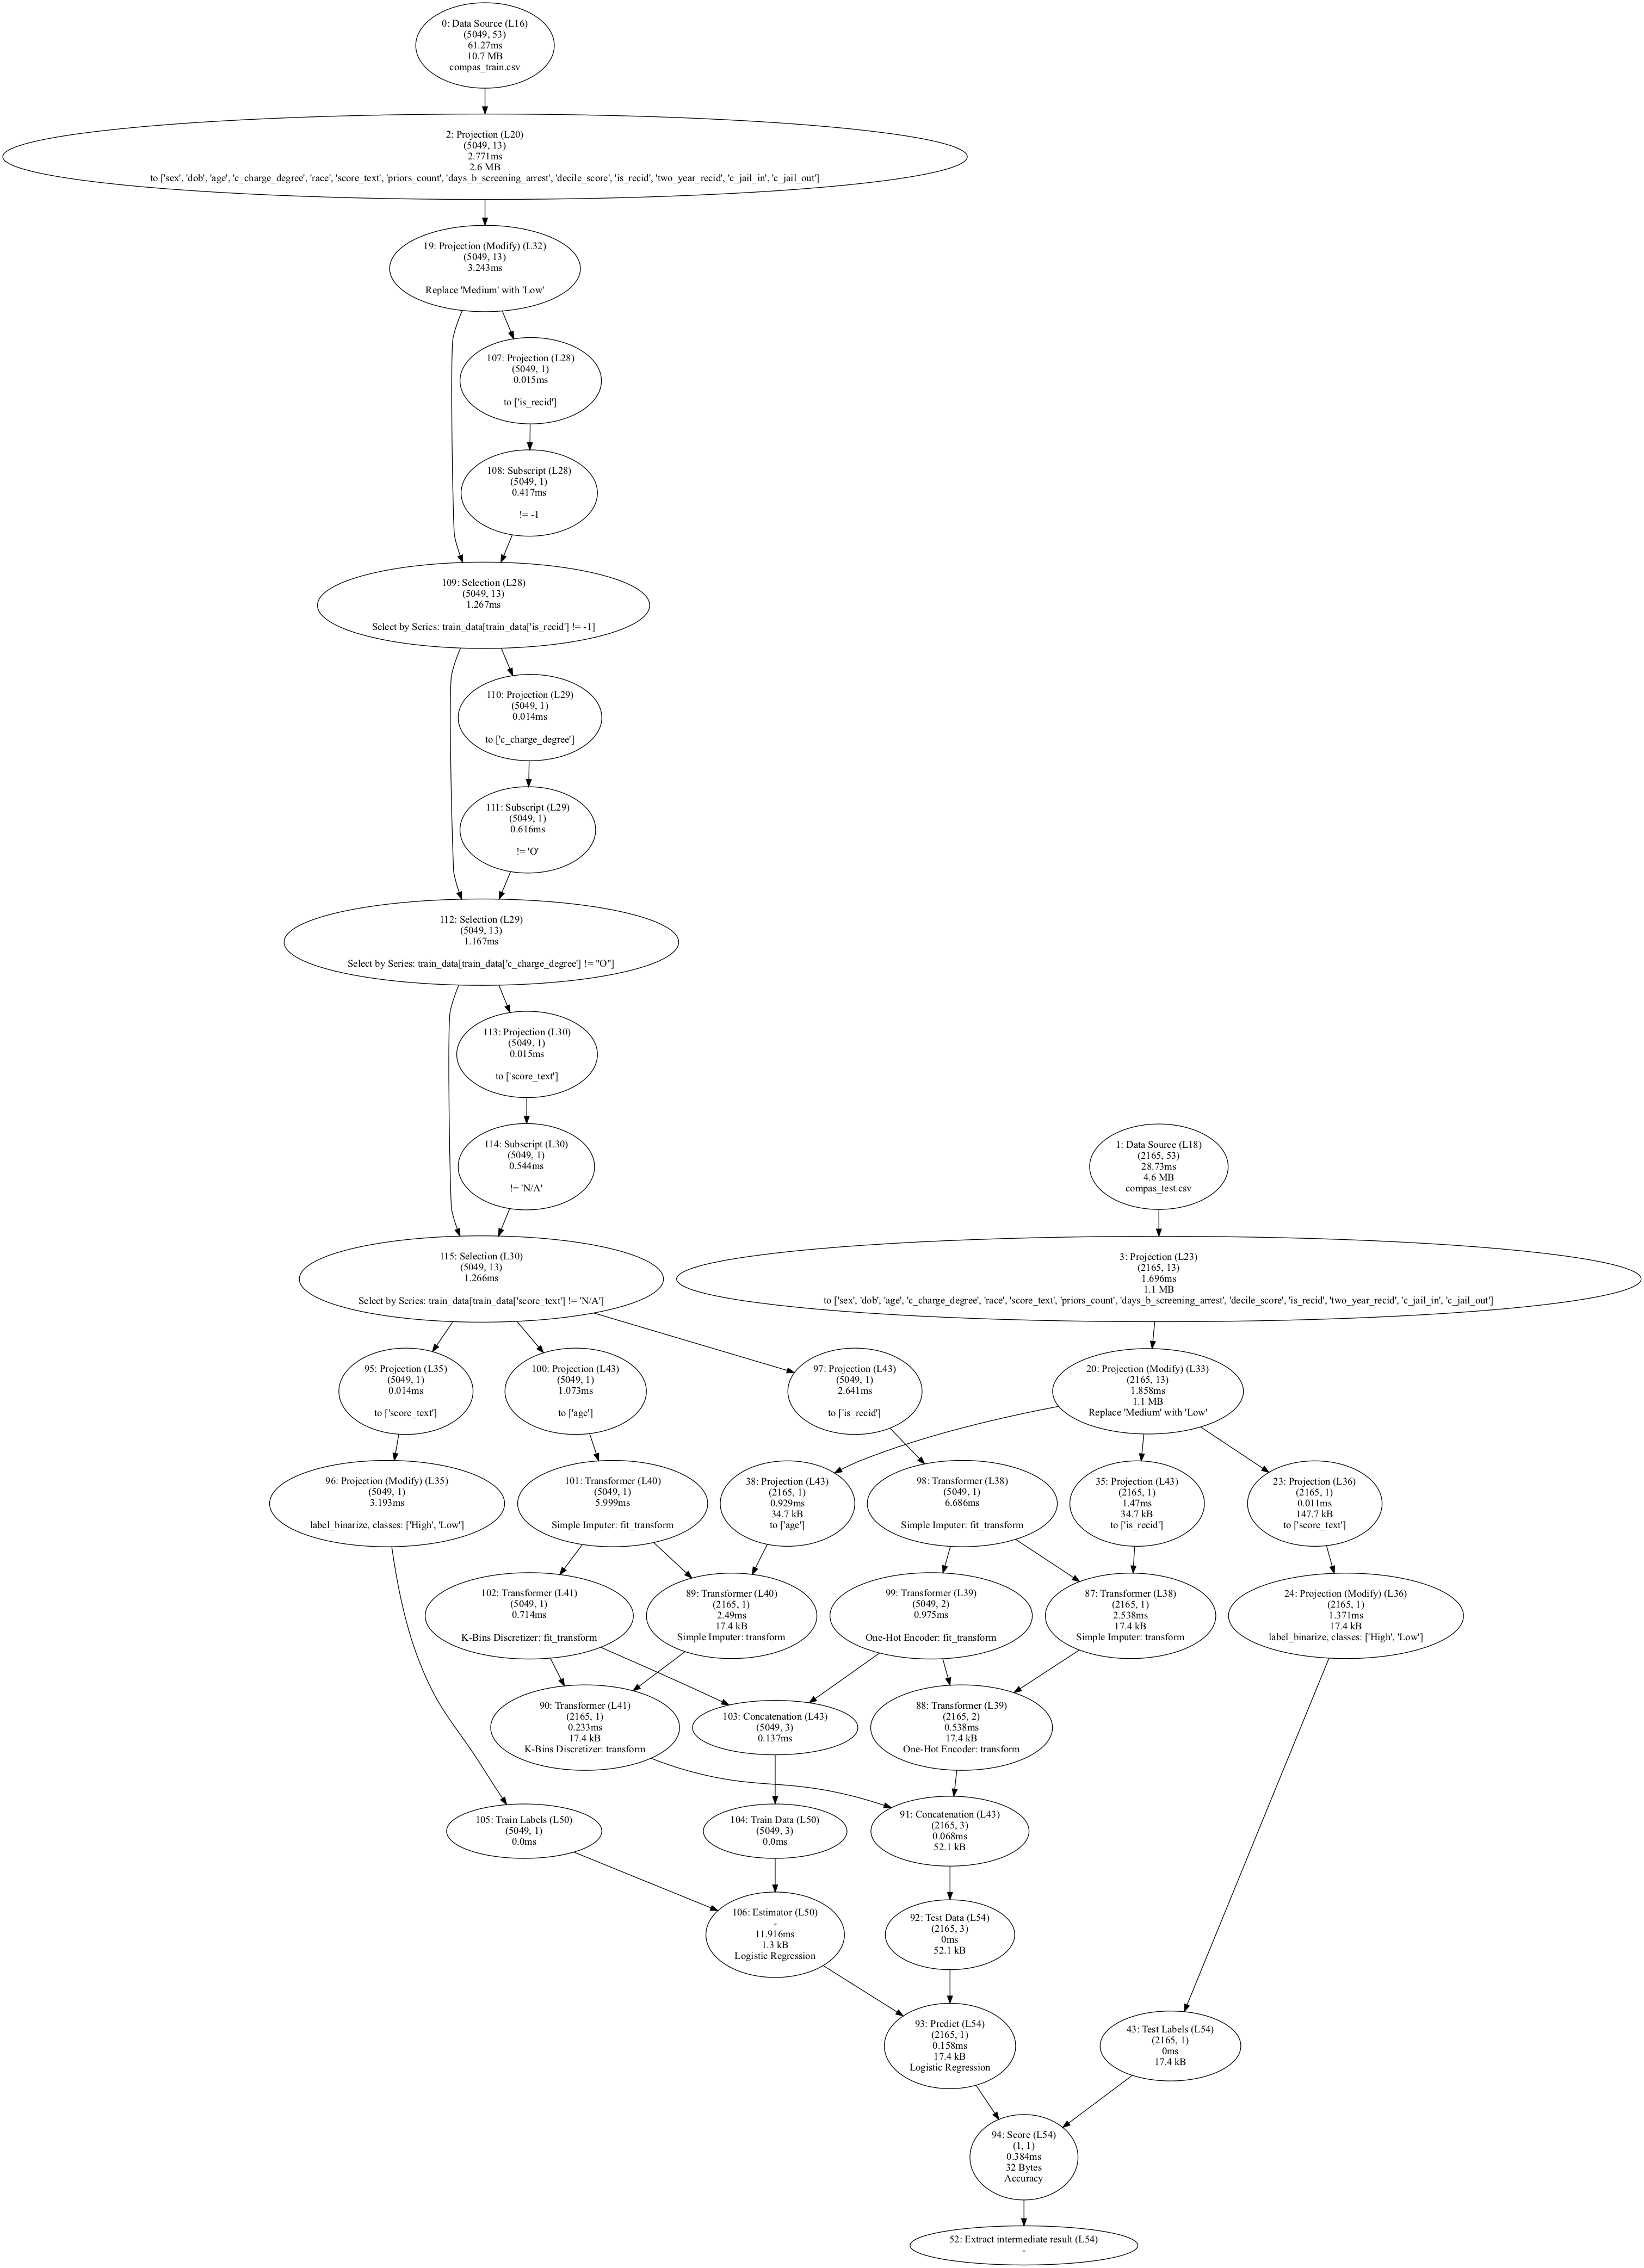 0: Data Source (L16)
(5049, 53)
61.27ms
10.7 MB
compas_train.csv
2: Projection (L20)
(5049, 13)
2.771ms
2.6 MB
to ['sex', 'dob', 'age', 'c_charge_degree', 'race', 'score_text', 'priors_count', 'days_b_screening_arrest', 'decile_score', 'is_recid', 'two_year_recid', 'c_jail_in', 'c_jail_out']
19: Projection (Modify) (L32)
(5049, 13)
3.243ms
Replace 'Medium' with 'Low'
107: Projection (L28)
(5049, 1)
0.015ms
to ['is_recid']
108: Subscript (L28)
(5049, 1)
0.417ms
!= -1
109: Selection (L28)
(5049, 13)
1.267ms
Select by Series: train_data[train_data['is_recid'] != -1]
110: Projection (L29)
(5049, 1)
0.014ms
to ['c_charge_degree']
111: Subscript (L29)
(5049, 1)
0.616ms
!= 'O'
112: Selection (L29)
(5049, 13)
1.167ms
Select by Series: train_data[train_data['c_charge_degree'] != "O"]
113: Projection (L30)
(5049, 1)
0.015ms
to ['score_text']
114: Subscript (L30)
(5049, 1)
0.544ms
!= 'N/A'
1: Data Source (L18)
(2165, 53)
28.73ms
4.6 MB
compas_test.csv
115: Selection (L30)
(5049, 13)
1.266ms
Select by Series: train_data[train_data['score_text'] != 'N/A']
3: Projection (L23)
(2165, 13)
1.696ms
1.1 MB
to ['sex', 'dob', 'age', 'c_charge_degree', 'race', 'score_text', 'priors_count', 'days_b_screening_arrest', 'decile_score', 'is_recid', 'two_year_recid', 'c_jail_in', 'c_jail_out']
95: Projection (L35)
(5049, 1)
0.014ms
to ['score_text']
100: Projection (L43)
(5049, 1)
1.073ms
to ['age']
97: Projection (L43)
(5049, 1)
2.641ms
to ['is_recid']
20: Projection (Modify) (L33)
(2165, 13)
1.858ms
1.1 MB
Replace 'Medium' with 'Low'
96: Projection (Modify) (L35)
(5049, 1)
3.193ms
label_binarize, classes: ['High', 'Low']
101: Transformer (L40)
(5049, 1)
5.999ms
Simple Imputer: fit_transform
38: Projection (L43)
(2165, 1)
0.929ms
34.7 kB
to ['age']
98: Transformer (L38)
(5049, 1)
6.686ms
Simple Imputer: fit_transform
35: Projection (L43)
(2165, 1)
1.47ms
34.7 kB
to ['is_recid']
23: Projection (L36)
(2165, 1)
0.011ms
147.7 kB
to ['score_text']
102: Transformer (L41)
(5049, 1)
0.714ms
K-Bins Discretizer: fit_transform
89: Transformer (L40)
(2165, 1)
2.49ms
17.4 kB
Simple Imputer: transform
99: Transformer (L39)
(5049, 2)
0.975ms
One-Hot Encoder: fit_transform
87: Transformer (L38)
(2165, 1)
2.538ms
17.4 kB
Simple Imputer: transform
24: Projection (Modify) (L36)
(2165, 1)
1.371ms
17.4 kB
label_binarize, classes: ['High', 'Low']
90: Transformer (L41)
(2165, 1)
0.233ms
17.4 kB
K-Bins Discretizer: transform
103: Concatenation (L43)
(5049, 3)
0.137ms
88: Transformer (L39)
(2165, 2)
0.538ms
17.4 kB
One-Hot Encoder: transform
105: Train Labels (L50)
(5049, 1)
0.0ms
104: Train Data (L50)
(5049, 3)
0.0ms
91: Concatenation (L43)
(2165, 3)
0.068ms
52.1 kB
106: Estimator (L50)
-
11.916ms
1.3 kB
Logistic Regression
92: Test Data (L54)
(2165, 3)
0ms
52.1 kB
93: Predict (L54)
(2165, 1)
0.158ms
17.4 kB
Logistic Regression
43: Test Labels (L54)
(2165, 1)
0ms
17.4 kB
94: Score (L54)
(1, 1)
0.384ms
32 Bytes
Accuracy
52: Extract intermediate result (L54)
-